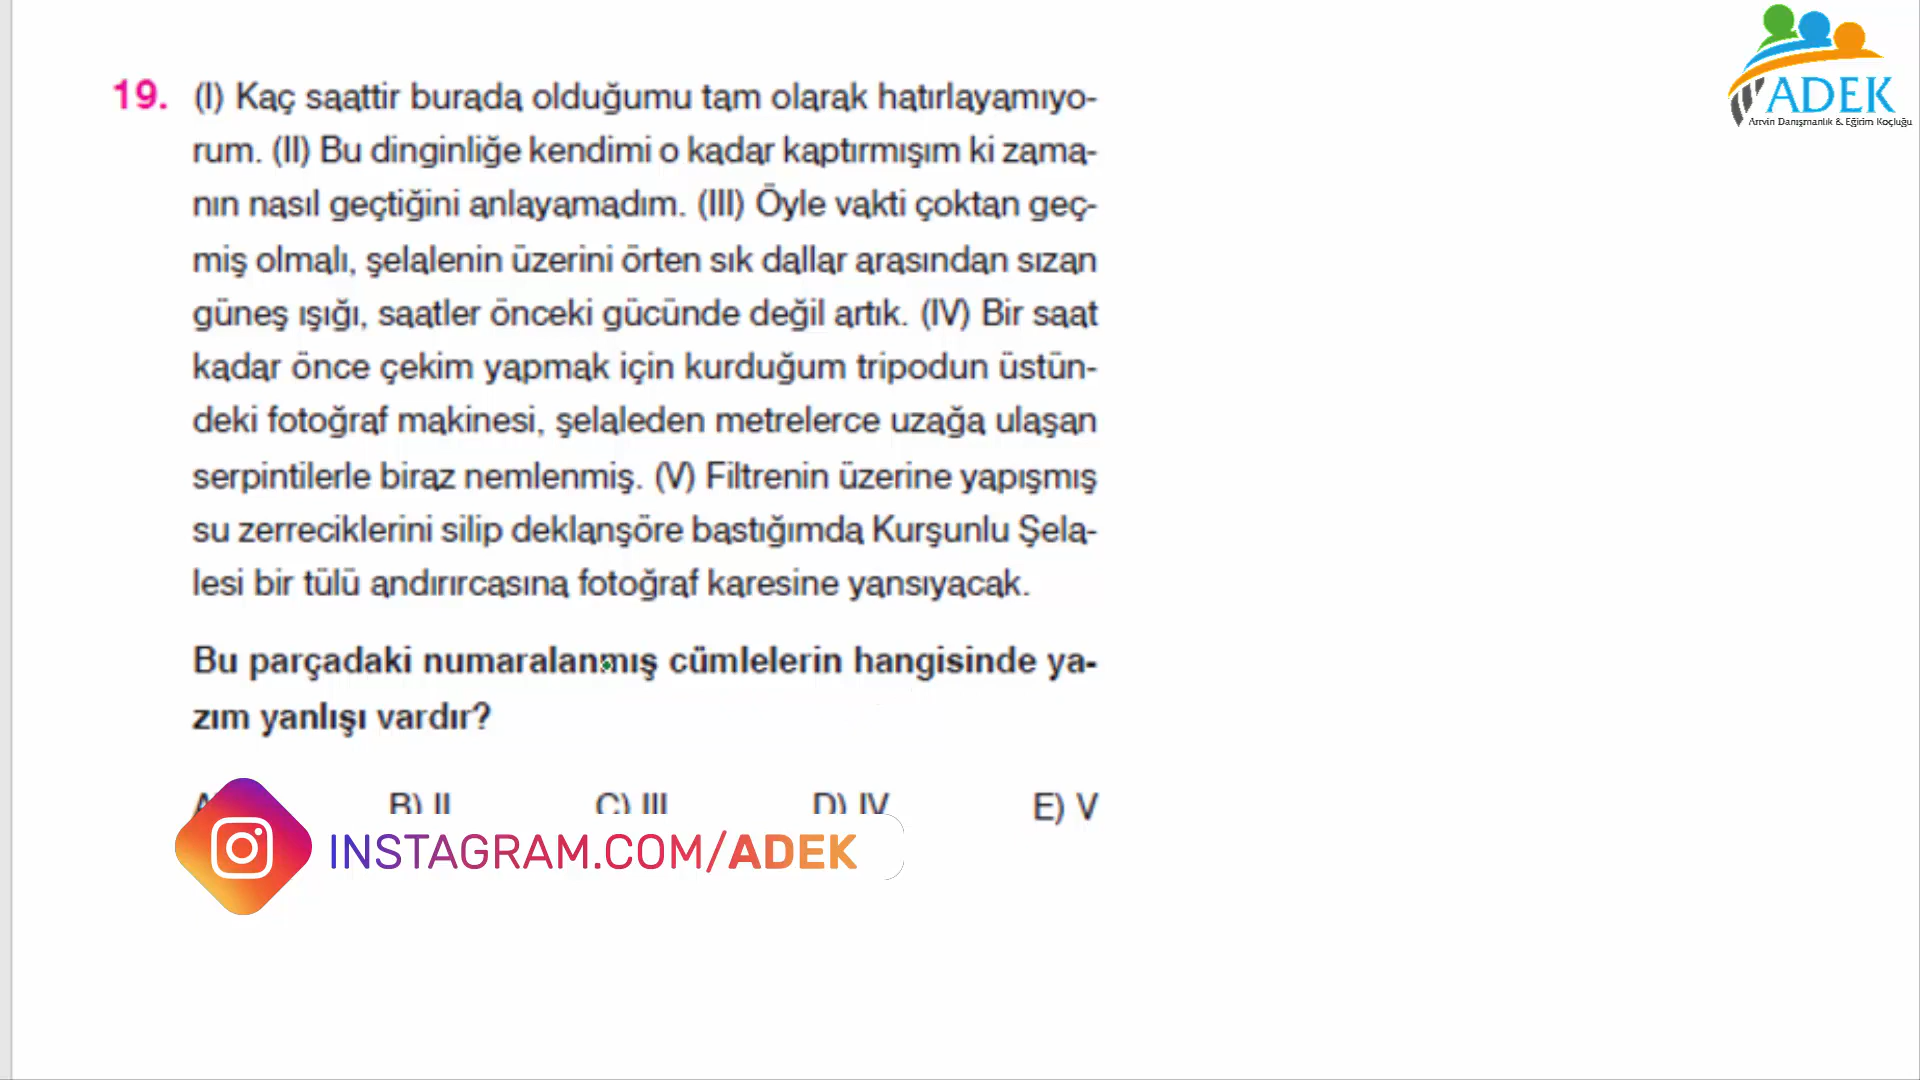 19. (I) Kaç saattir burada olduğumu tam olarak hatırlayamıyo-
rum. (II) Bu dinginliğe kendimi o kadar kaptırmışım ki zama-
nın nasıl geçtiğini anlayamadım. (III) Öyle vakti çoktan geç-
miş olmalı, şelalenin üzerini örten sık dallar arasından sızan
güneş ışığı, saatler önceki gücünde değil artık. (IV) Bir saat
kadar önce çekim yapmak için kurduğum tripodun üstün-
deki fotoğraf makinesi, şelaleden metrelerce uzağa ulaşan
serpintilerle biraz nemlenmiş. (V) Filtrenin üzerine yapışmış
su zerreciklerini silip deklanşöre bastığımda Kurşunlu Şela-
lesi bir tülü andırırcasına fotoğraf karesine yansıyacak.
Bu parçadaki numaralanmış cümlelerin hangisinde ya-
zım yanlışı vardır?
B) II C) III D) IV E) V
INSTAGRAM.COM/ADEK
ADEK
Artvin Danışmanlık & Eğitim Koçluğu